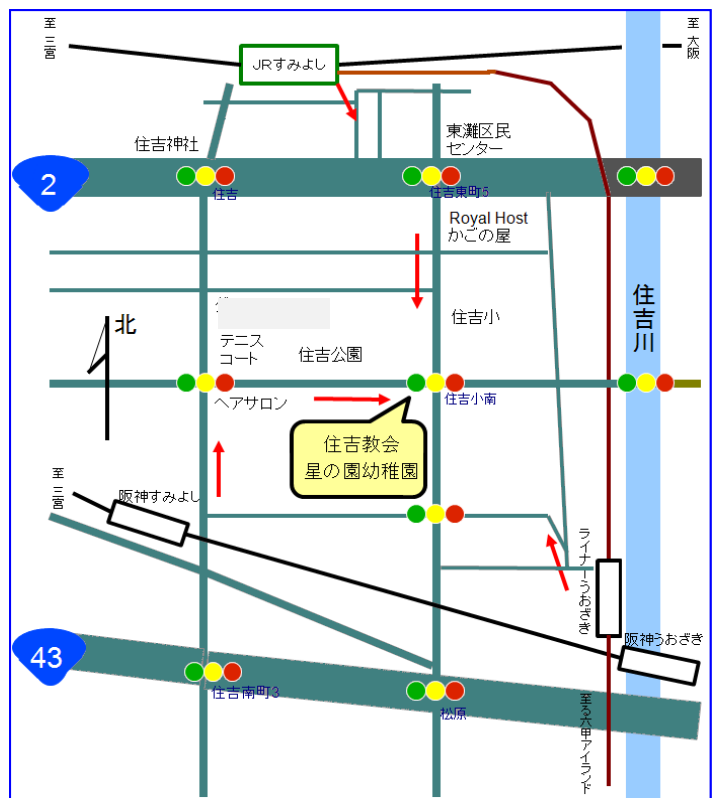 至 三宮
至 大阪
JRすみよし
住吉神社
東灘区民
センター
2
住吉
住吉東町5
Royal Host
かごの屋
北
テニス
コート
住吉公園
住吉小
住吉川
ヘアサロン
住吉小南
住吉教会
星の園幼稚園
至 三宮
阪神すみよし
ライナーうおざき
阪神うおざき
43
住吉南町3
松原
至る六甲アイランド